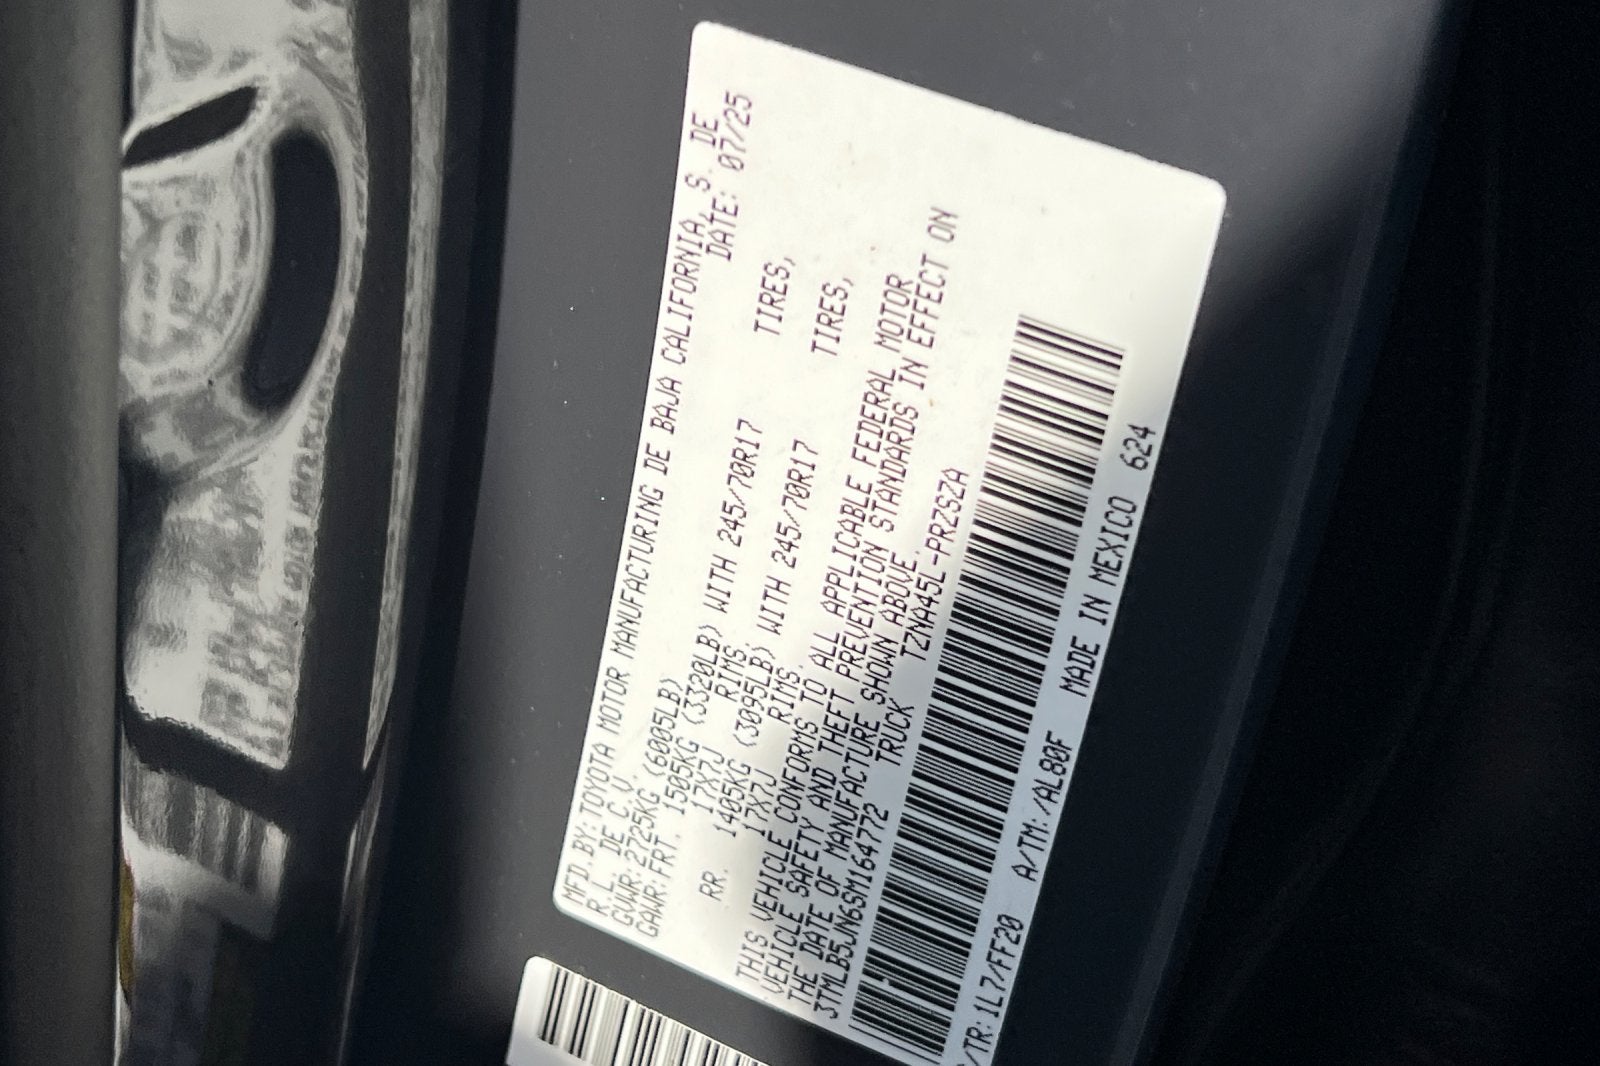 MFD.BY:TOYOTA MOTOR MANUFACTURING DE BAJA CALIFORNIA, S. DE
R.L. DE C.V. DATE: 07/25
GVWR:2725KG (6005LB)
GAWR:FRT. 1505KG (3320LB) WITH 245/70R17 TIRES,
17X7J RIMS,
RR. 1405KG (3095LB) WITH 245/70R17 TIRES,
17X7J RIMS
THIS VEHICLE CONFORMS TO ALL APPLICABLE FEDERAL MOTOR
VEHICLE SAFETY AND THEFT PREVENTION STANDARDS IN EFFECT ON
THE DATE OF MANUFACTURE SHOWN ABOVE.
3TMLB5JN6SM164772 TRUCK TZNA45L-PRZSZA
/TR:1L7/FF20 A/TM:/AL80F MADE IN MEXICO 624